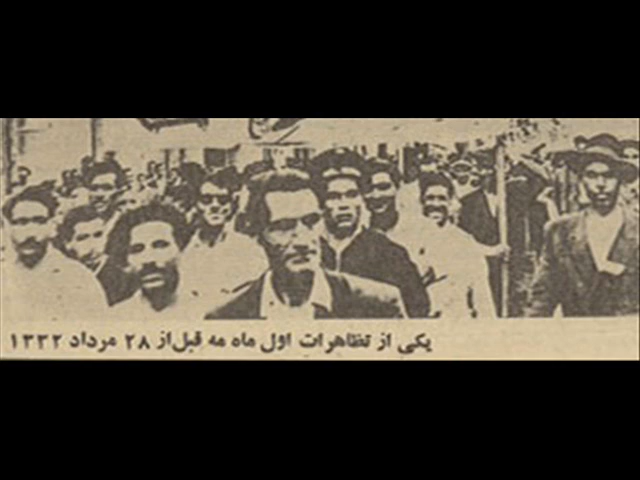 یکی از تظاهرات اول ماه مه قبل از ۲۸ مرداد ۱۳۳۲